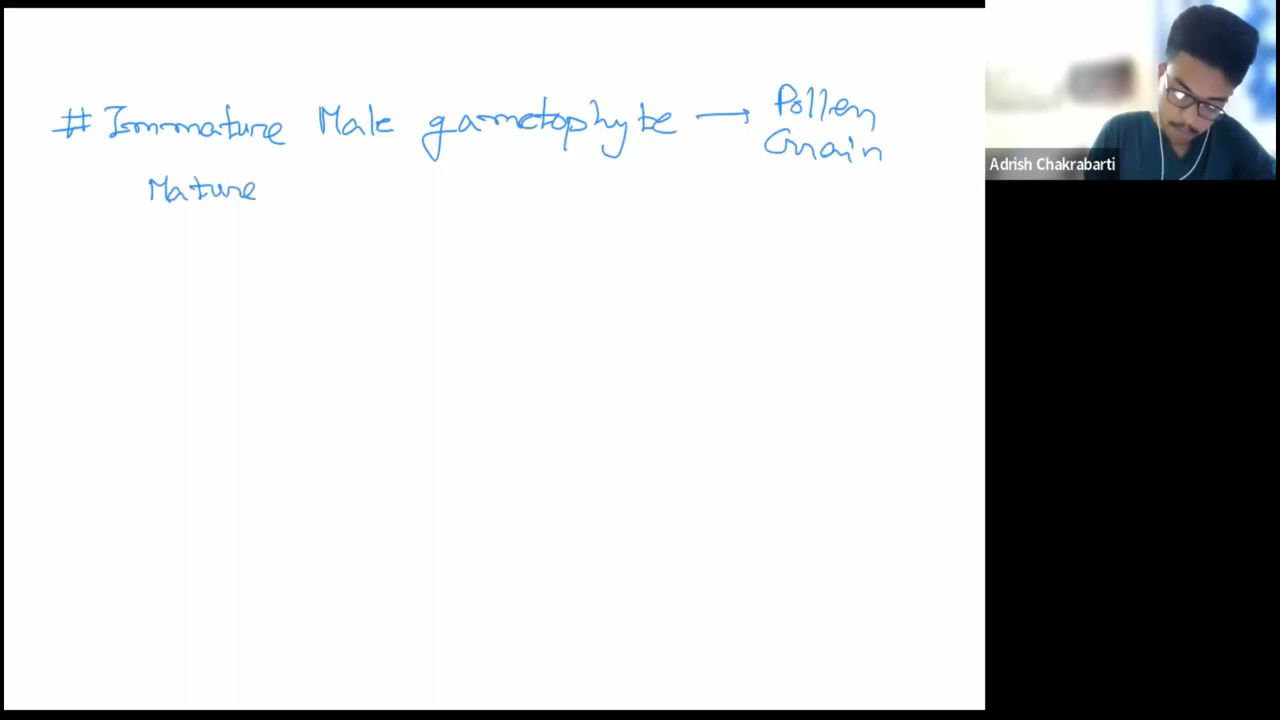 # Immature Male gametophyte → Pollen Grain
Mature
Adrish Chakrabarti